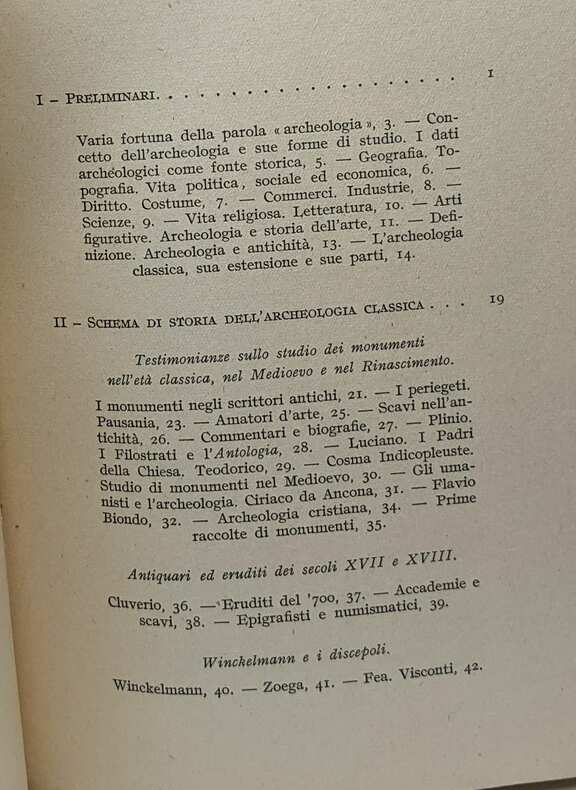 I – Preliminari. . . . . . . . . . . . . . . . . . . . 1
Varia fortuna della parola « archeologia », 3. — Con-
cetto dell'archeologia e sue forme di studio. I dati
archeologici come fonte storica, 5. — Geografia. To-
pografia. Vita politica, sociale ed economica, 6. —
Diritto. Costume, 7. — Commerci. Industrie, 8. —
Scienze, 9. — Vita religiosa. Letteratura, 10. — Arti
figurative. Archeologia e storia dell'arte, 11. — Defi-
nizione. Archeologia e antichità, 13. — L'archeologia
classica, sua estensione e sue parti, 14.
II – Schema di storia dell'archeologia classica . . . 19
Testimonianze sullo studio dei monumenti
nell'età classica, nel Medioevo e nel Rinascimento.
I monumenti negli scrittori antichi, 21. — I periegeti.
Pausania, 23. — Amatori d'arte, 25. — Scavi nell'an-
tichità, 26. — Commentari e biografie, 27. — Plinio.
I Filostrati e l'Antologia, 28. — Luciano. I Padri
della Chiesa. Teodorico, 29. — Cosma Indicopleuste.
Studio di monumenti nel Medioevo, 30. — Gli uma-
nisti e l'archeologia. Ciriaco da Ancona, 31. — Flavio
Biondo, 32. — Archeologia cristiana, 34. — Prime
raccolte di monumenti, 35.
Antiquari ed eruditi dei secoli XVII e XVIII.
Cluverio, 36. — Eruditi del '700, 37. — Accademie e
scavi, 38. — Epigrafisti e numismatici, 39.
Winckelmann e i discepoli.
Winckelmann, 40. — Zoega, 41. — Fea. Visconti, 42.